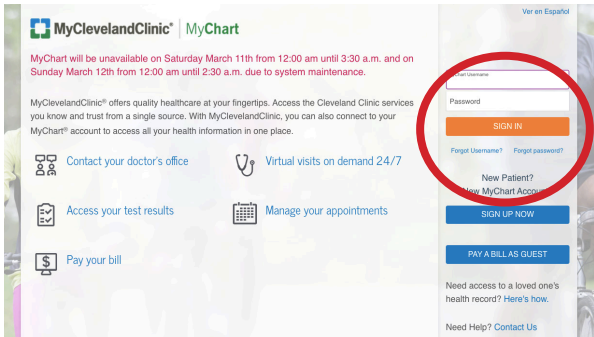 Ver en Español
MyClevelandClinic® | MyChart
MyChart will be unavailable on Saturday March 11th from 12:00 am until 3:30 a.m. and on
Sunday March 12th from 12:00 am until 2:30 a.m. due to system maintenance.
MyClevelandClinic® offers quality healthcare at your fingertips. Access the Cleveland Clinic services
you know and trust from a single source. With MyClevelandClinic, you can also connect to your
MyChart® account to access all your health information in one place.
Contact your doctor's office
Virtual visits on demand 24/7
Access your test results
Manage your appointments
Pay your bill
MyChart Username
Password
SIGN IN
Forgot Username? Forgot password?
New Patient?
New MyChart Account
SIGN UP NOW
PAY A BILL AS GUEST
Need access to a loved one's
health record? Here's how.
Need Help? Contact Us